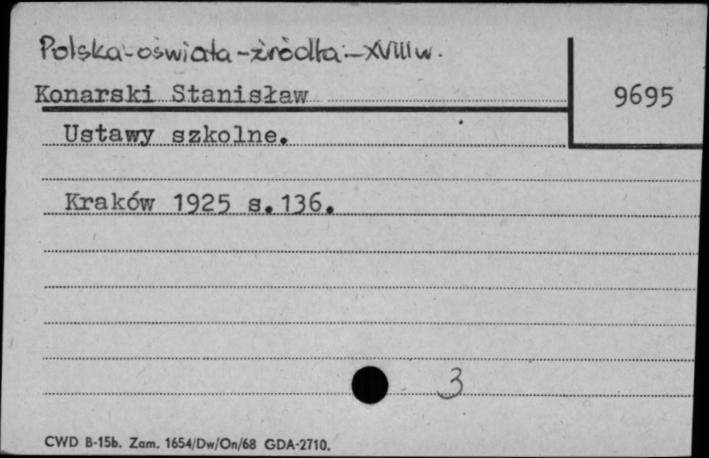 Polska-oświata-źródła-XVIIIw.
Konarski Stanisław
9695
Ustawy szkolne.
Kraków 1925 s.136.
3
CWD B-15b. Zam. 1654/Dw/On/68 GDA-2710.